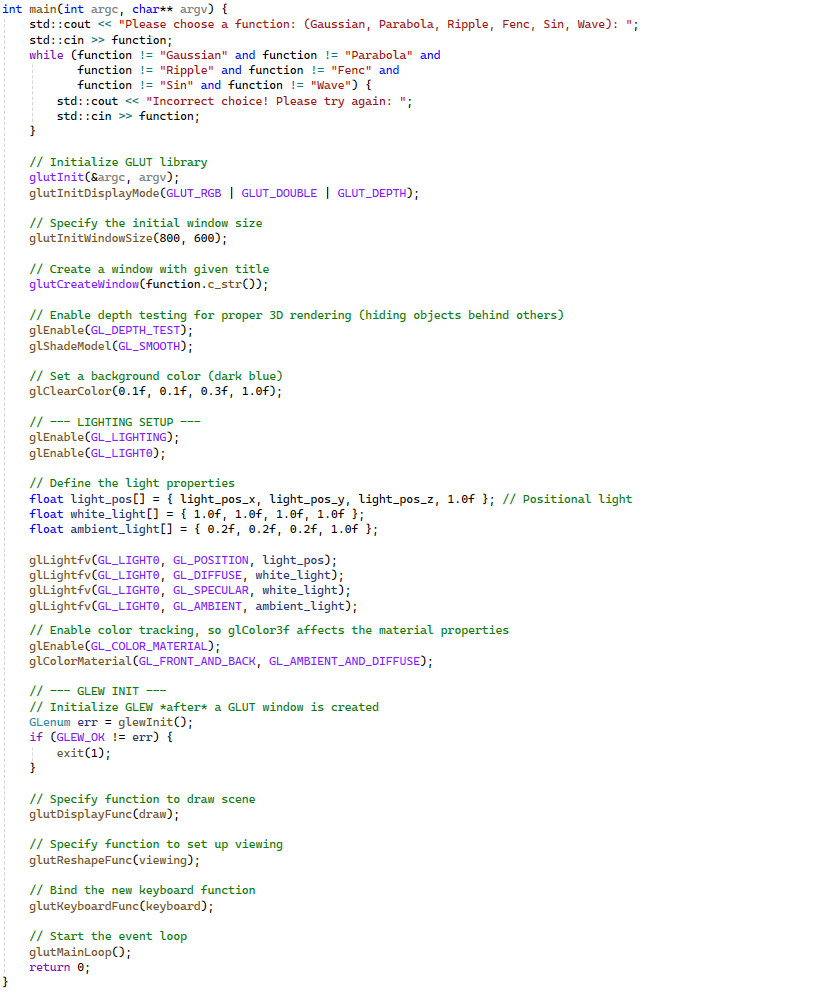 int main(int argc, char** argv) {
    std::cout << "Please choose a function: (Gaussian, Parabola, Ripple, Fenc, Sin, Wave): ";
    std::cin >> function;
    while (function != "Gaussian" and function != "Parabola" and
           function != "Ripple" and function != "Fenc" and
           function != "Sin" and function != "Wave") {
        std::cout << "Incorrect choice! Please try again: ";
        std::cin >> function;
    }

    // Initialize GLUT library
    glutInit(&argc, argv);
    glutInitDisplayMode(GLUT_RGB | GLUT_DOUBLE | GLUT_DEPTH);

    // Specify the initial window size
    glutInitWindowSize(800, 600);

    // Create a window with given title
    glutCreateWindow(function.c_str());

    // Enable depth testing for proper 3D rendering (hiding objects behind others)
    glEnable(GL_DEPTH_TEST);
    glShadeModel(GL_SMOOTH);

    // Set a background color (dark blue)
    glClearColor(0.1f, 0.1f, 0.3f, 1.0f);

    // --- LIGHTING SETUP ---
    glEnable(GL_LIGHTING);
    glEnable(GL_LIGHT0);

    // Define the light properties
    float light_pos[] = { light_pos_x, light_pos_y, light_pos_z, 1.0f }; // Positional light
    float white_light[] = { 1.0f, 1.0f, 1.0f, 1.0f };
    float ambient_light[] = { 0.2f, 0.2f, 0.2f, 1.0f };

    glLightfv(GL_LIGHT0, GL_POSITION, light_pos);
    glLightfv(GL_LIGHT0, GL_DIFFUSE, white_light);
    glLightfv(GL_LIGHT0, GL_SPECULAR, white_light);
    glLightfv(GL_LIGHT0, GL_AMBIENT, ambient_light);

    // Enable color tracking, so glColor3f affects the material properties
    glEnable(GL_COLOR_MATERIAL);
    glColorMaterial(GL_FRONT_AND_BACK, GL_AMBIENT_AND_DIFFUSE);

    // --- GLEW INIT ---
    // Initialize GLEW *after* a GLUT window is created
    GLenum err = glewInit();
    if (GLEW_OK != err) {
        exit(1);
    }

    // Specify function to draw scene
    glutDisplayFunc(draw);

    // Specify function to set up viewing
    glutReshapeFunc(viewing);

    // Bind the new keyboard function
    glutKeyboardFunc(keyboard);

    // Start the event loop
    glutMainLoop();
    return 0;
}